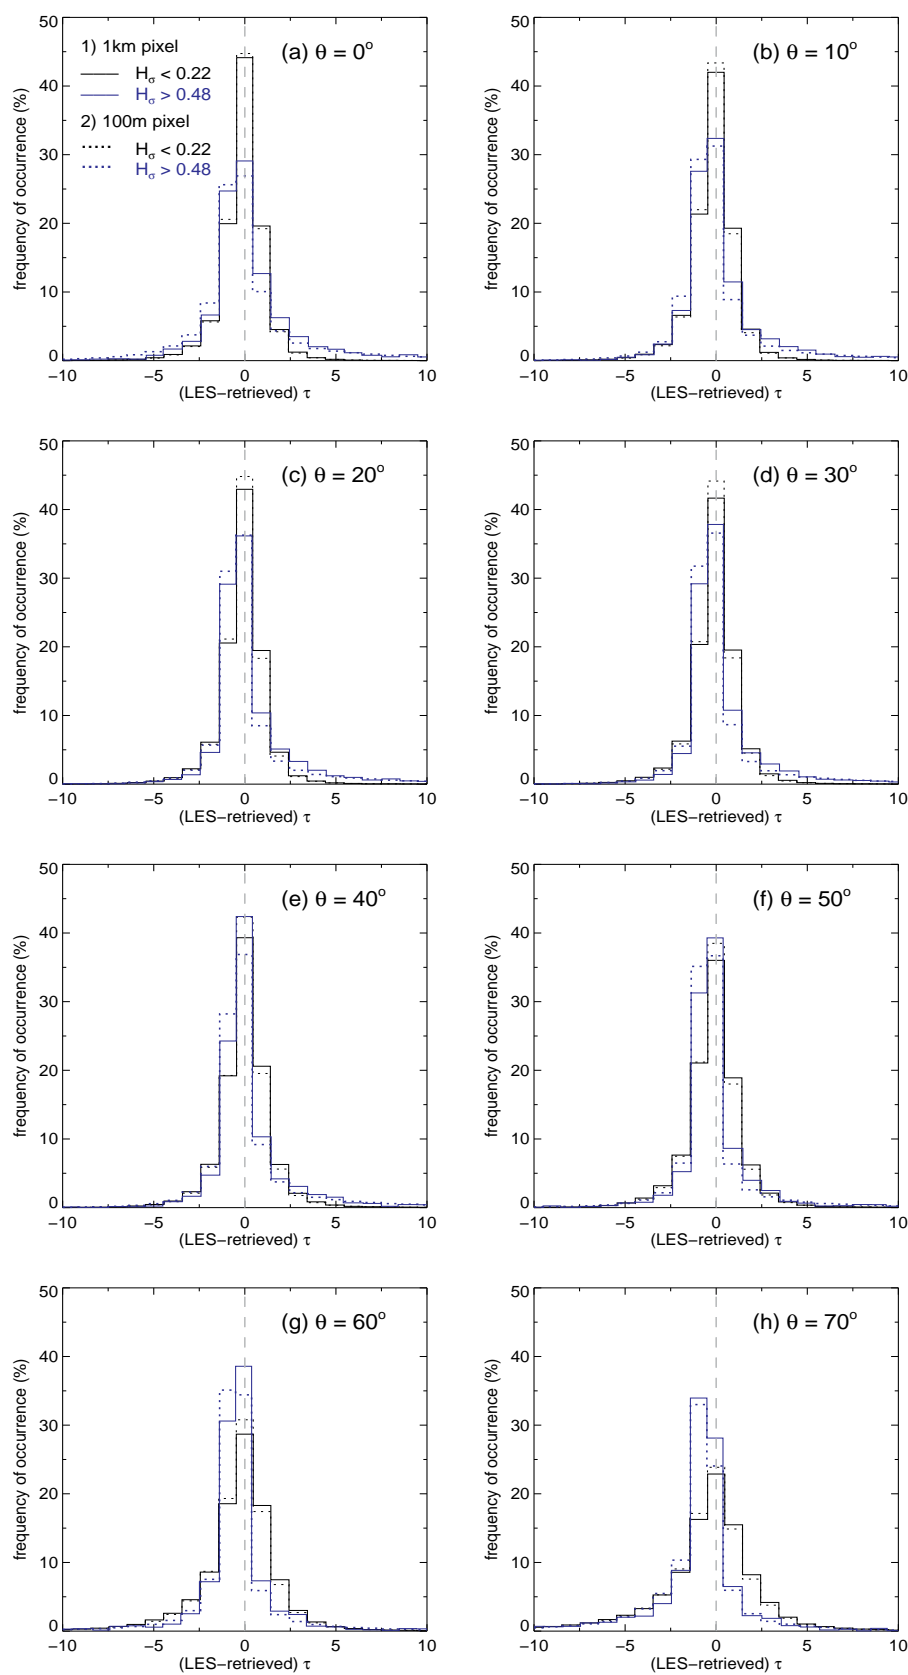 50
40
30
20
10
0
frequency of occurrence (%)
1) 1km pixel
Hσ < 0.22
Hσ > 0.48
2) 100m pixel
Hσ < 0.22
Hσ > 0.48
(a) θ = 0°
−10 −5 0 5 10
(LES−retrieved) τ
50
40
30
20
10
0
frequency of occurrence (%)
(b) θ = 10°
−10 −5 0 5 10
(LES−retrieved) τ
50
40
30
20
10
0
frequency of occurrence (%)
(c) θ = 20°
−10 −5 0 5 10
(LES−retrieved) τ
50
40
30
20
10
0
frequency of occurrence (%)
(d) θ = 30°
−10 −5 0 5 10
(LES−retrieved) τ
50
40
30
20
10
0
frequency of occurrence (%)
(e) θ = 40°
−10 −5 0 5 10
(LES−retrieved) τ
50
40
30
20
10
0
frequency of occurrence (%)
(f) θ = 50°
−10 −5 0 5 10
(LES−retrieved) τ
50
40
30
20
10
0
frequency of occurrence (%)
(g) θ = 60°
−10 −5 0 5 10
(LES−retrieved) τ
50
40
30
20
10
0
frequency of occurrence (%)
(h) θ = 70°
−10 −5 0 5 10
(LES−retrieved) τ